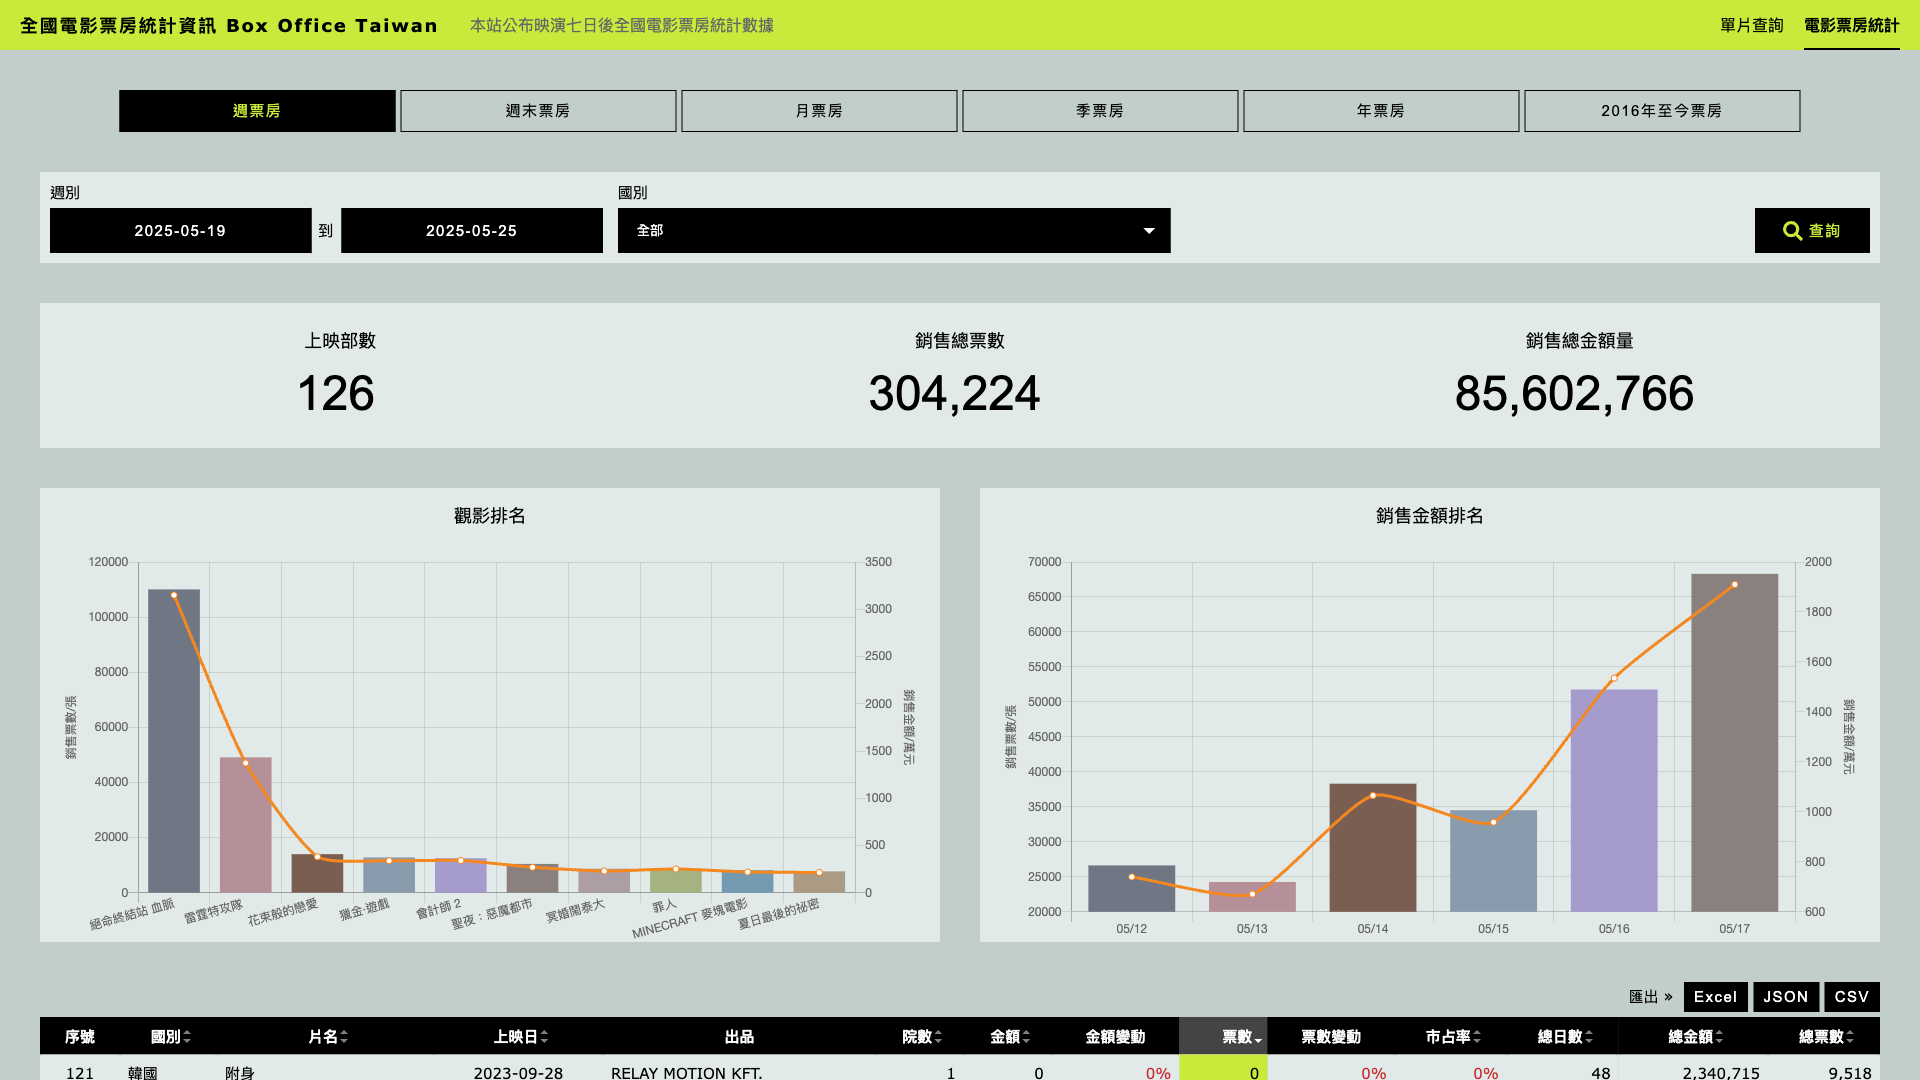 全國電影票房統計資訊 Box Office Taiwan 本站公布映演七日後全國電影票房統計數據 單片查詢 電影票房統計
週票房 週末票房 月票房 季票房 年票房 2016年至今票房
週別 國別
2025-05-19 到 2025-05-25 全部 查詢
上映部數 銷售總票數 銷售總金額量
126 304,224 85,602,766
觀影排名
120000 3500
100000 3000
80000 2500
60000 2000
40000 1500
20000 1000
0 500
0
銷售票數/張
銷售金額/萬元
絕命終結站 血脈 雷霆特攻隊 花束般的戀愛 獵金·遊戲 會計師 2 聖夜：惡魔都市 冥婚鬧泰大 罪人 MINECRAFT 麥塊電影 夏日最後的祕密
銷售金額排名
70000 2000
65000 1800
60000 1600
55000 1400
50000 1200
45000 1000
40000 800
35000 600
30000
25000
20000
銷售票數/張
銷售金額/萬元
05/12 05/13 05/14 05/15 05/16 05/17
匯出 » Excel JSON CSV
序號 國別 片名 上映日 出品 院數 金額 金額變動 票數 票數變動 市占率 總日數 總金額 總票數
121 韓國 附身 2023-09-28 RELAY MOTION KFT. 1 0 0% 0 0% 0% 48 2,340,715 9,518